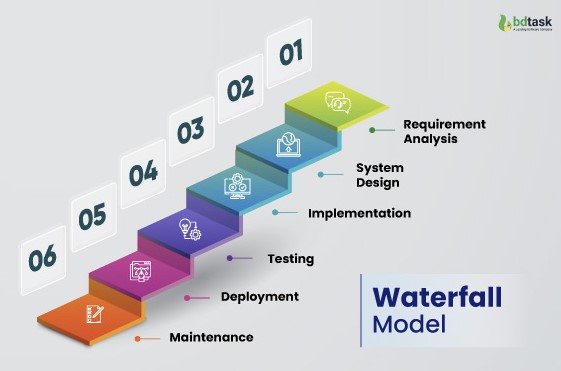 bdtask
A Leading Software Company
01
02
03
04
05
06
Requirement
Analysis
System
Design
Implementation
Testing
Deployment
Maintenance
Waterfall
Model